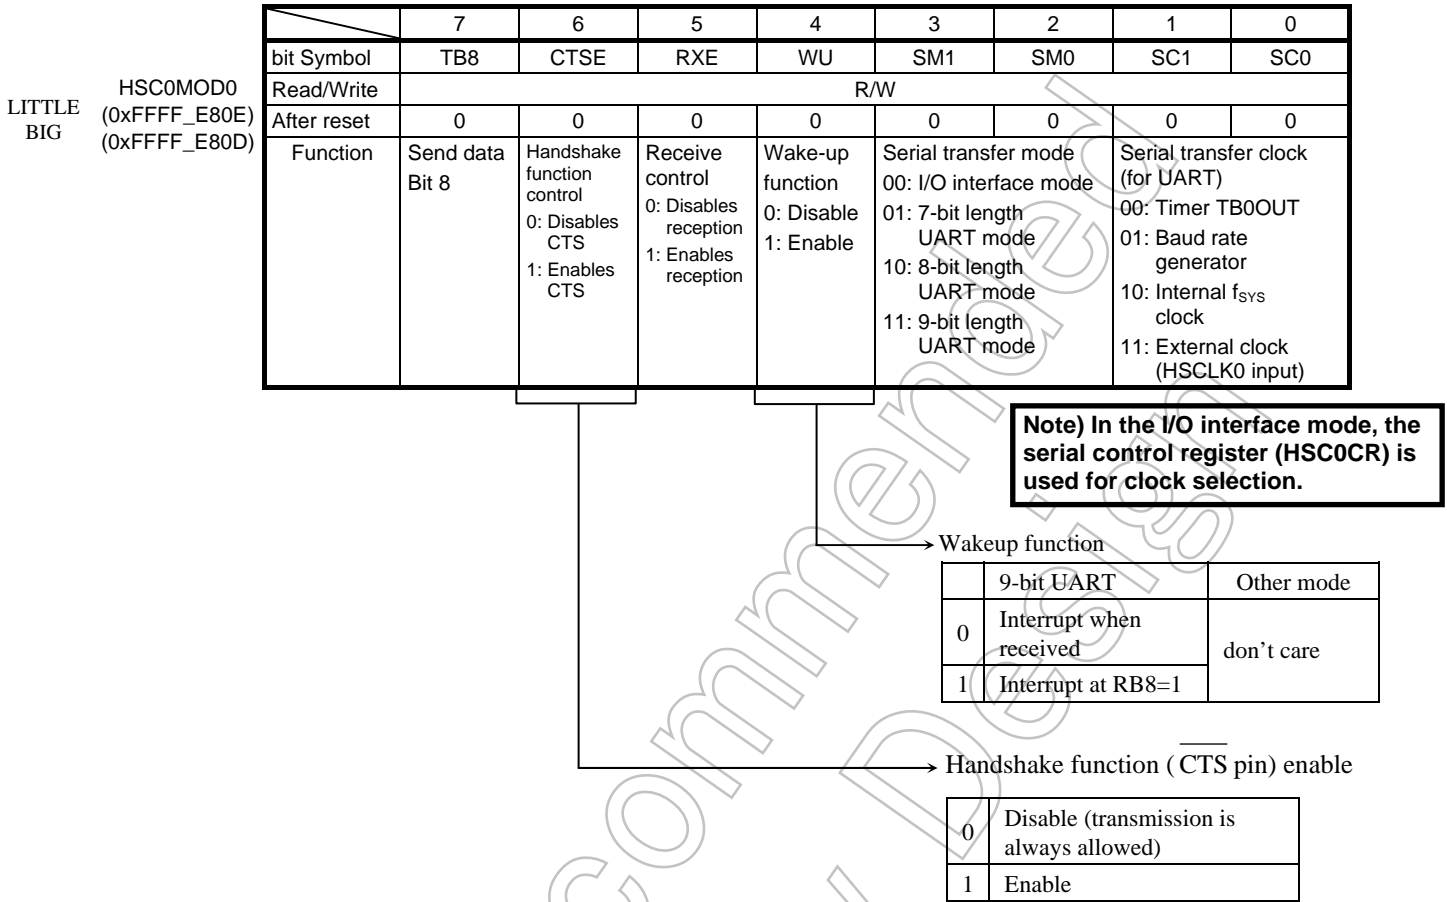 7 6 5 4 3 2 1 0
bit Symbol TB8 CTSE RXE WU SM1 SM0 SC1 SC0
LITTLE HSC0MOD0
BIG (0xFFFF_E80E)
(0xFFFF_E80D)
Read/Write R/W
After reset 0 0 0 0 0 0 0 0
Function
Send data
Bit 8
Handshake
function
control
0: Disables
CTS
1: Enables
CTS
Receive
control
0: Disables
reception
1: Enables
reception
Wake-up
function
0: Disable
1: Enable
Serial transfer mode
00: I/O interface mode
01: 7-bit length
UART mode
10: 8-bit length
UART mode
11: 9-bit length
UART mode
Serial transfer clock
(for UART)
00: Timer TB0OUT
01: Baud rate
generator
10: Internal fSYS
clock
11: External clock
(HSCLK0 input)
Note) In the I/O interface mode, the
serial control register (HSC0CR) is
used for clock selection.
Wakeup function
9-bit UART Other mode
0 Interrupt when
received
don't care
1 Interrupt at RB8=1
Handshake function ( CTS pin) enable
0 Disable (transmission is
always allowed)
1 Enable